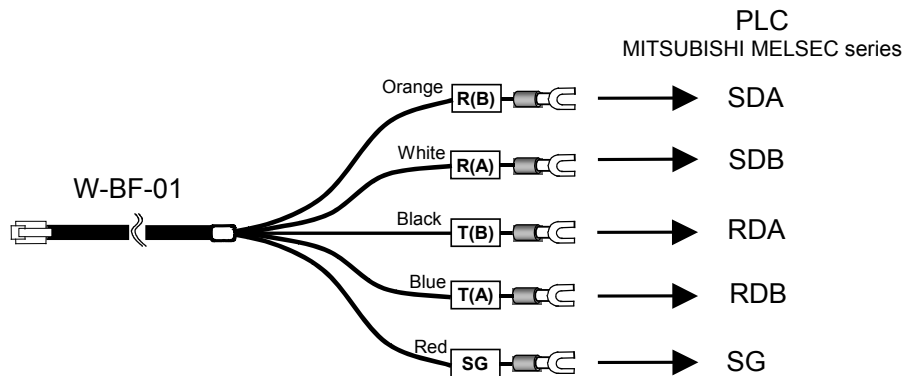 PLC
MITSUBISHI MELSEC series
Orange R(B) SDA
White R(A) SDB
W-BF-01
Black T(B) RDA
Blue T(A) RDB
Red SG SG